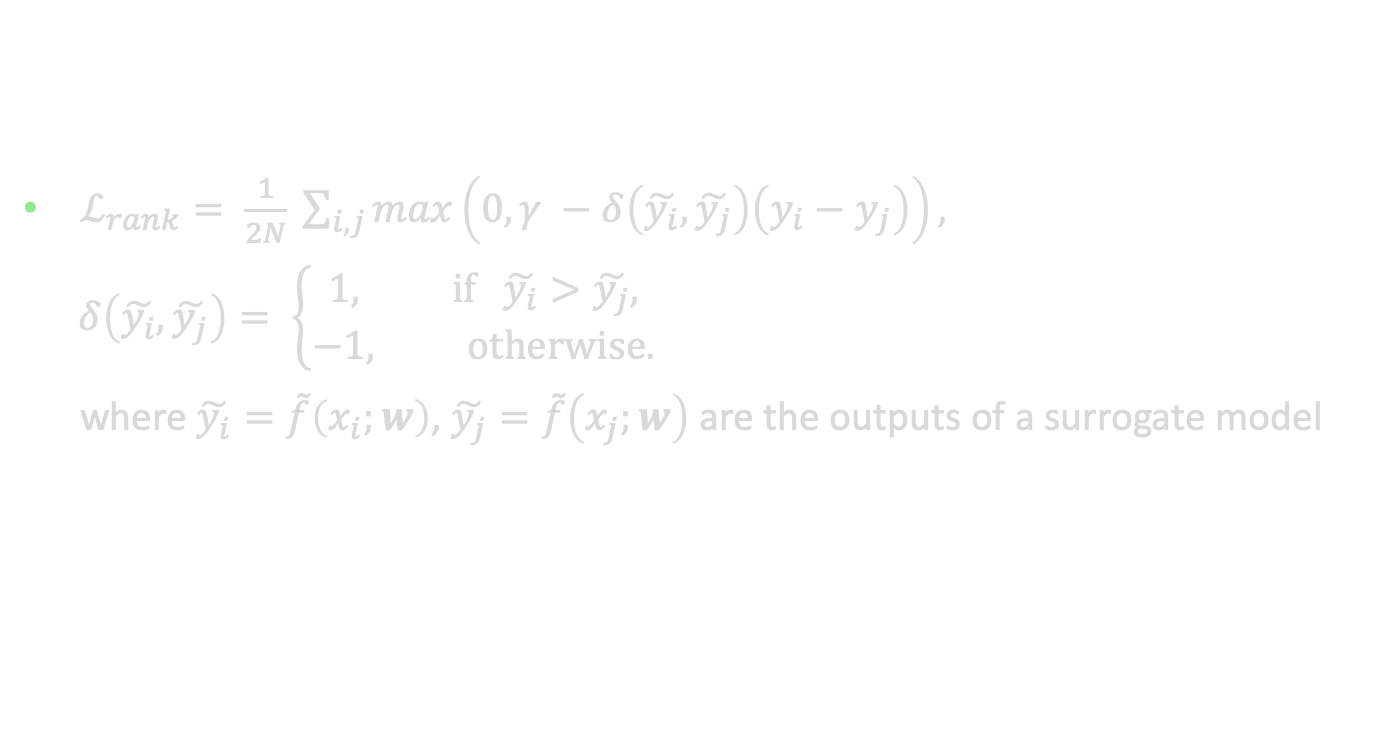 • ℒ_rank = 1/2N ∑_{i,j} max(0, γ − δ(ỹ_i, ỹ_j)(y_i − y_j)),
δ(ỹ_i, ỹ_j) = { 1, if ỹ_i > ỹ_j,
−1, otherwise.
where ỹ_i = f̃(x_i; w), ỹ_j = f̃(x_j; w) are the outputs of a surrogate model